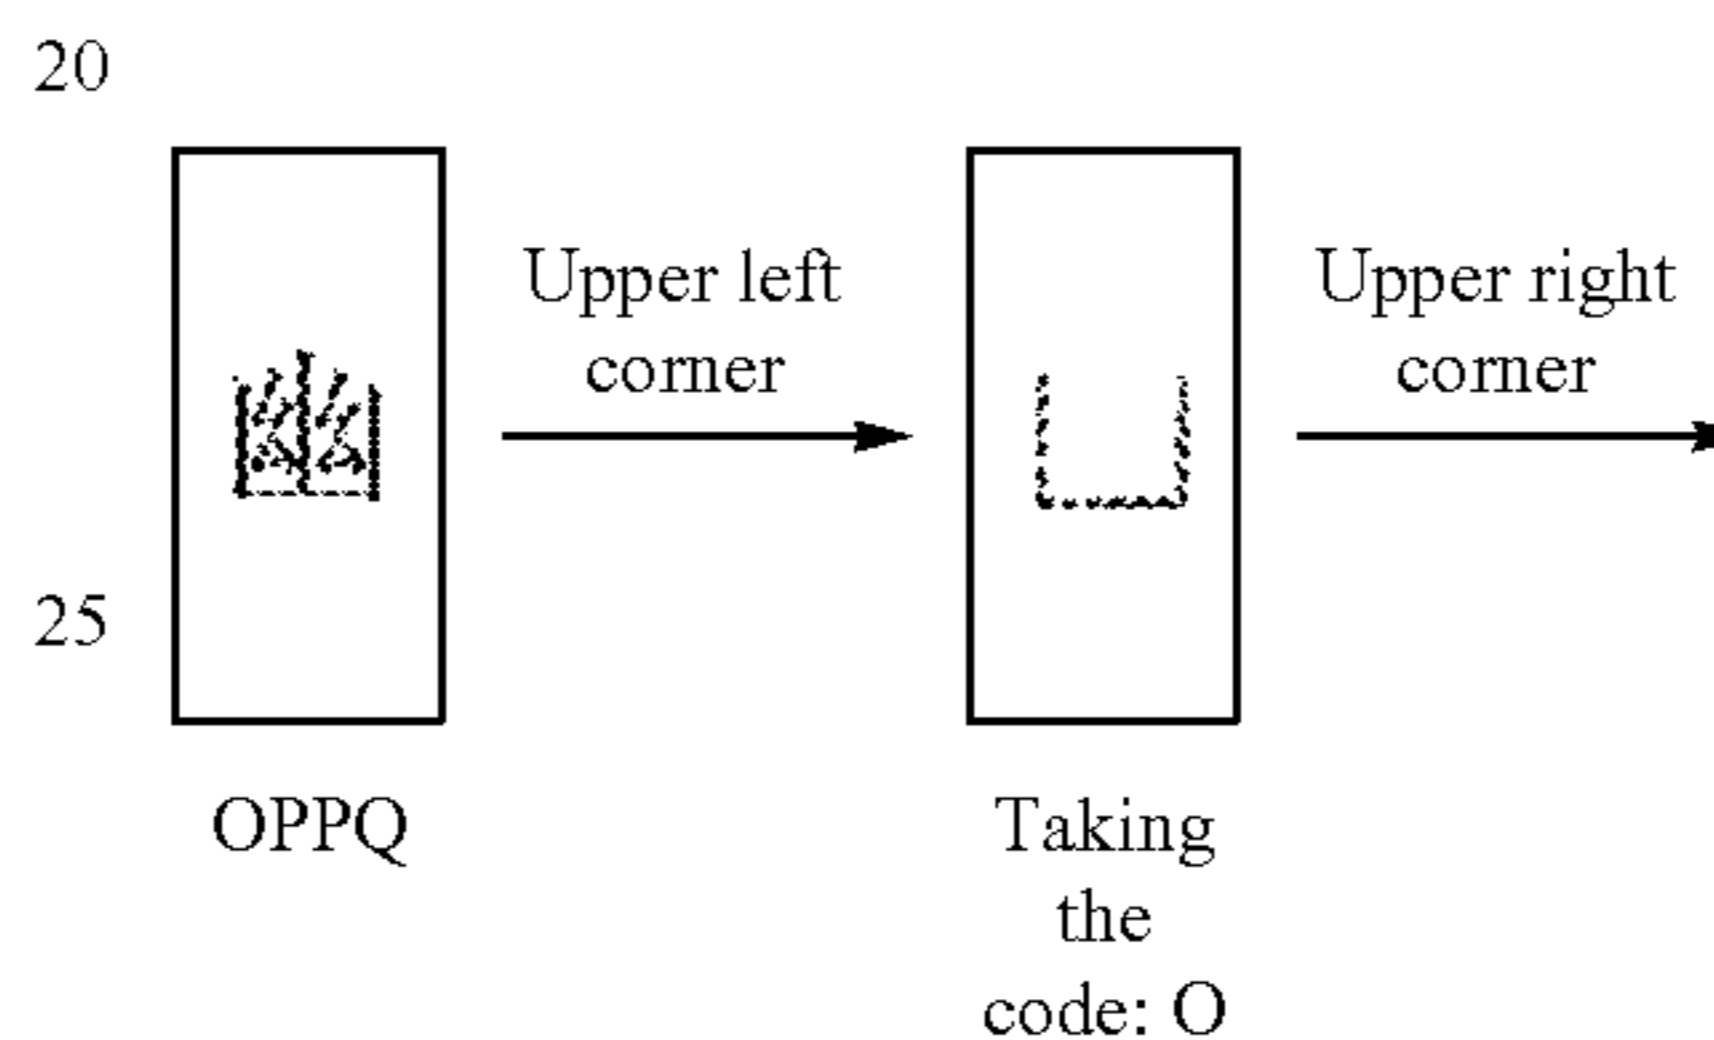 20
Upper left
corner
Upper right
corner
25
OPPQ
Taking
the
code: O